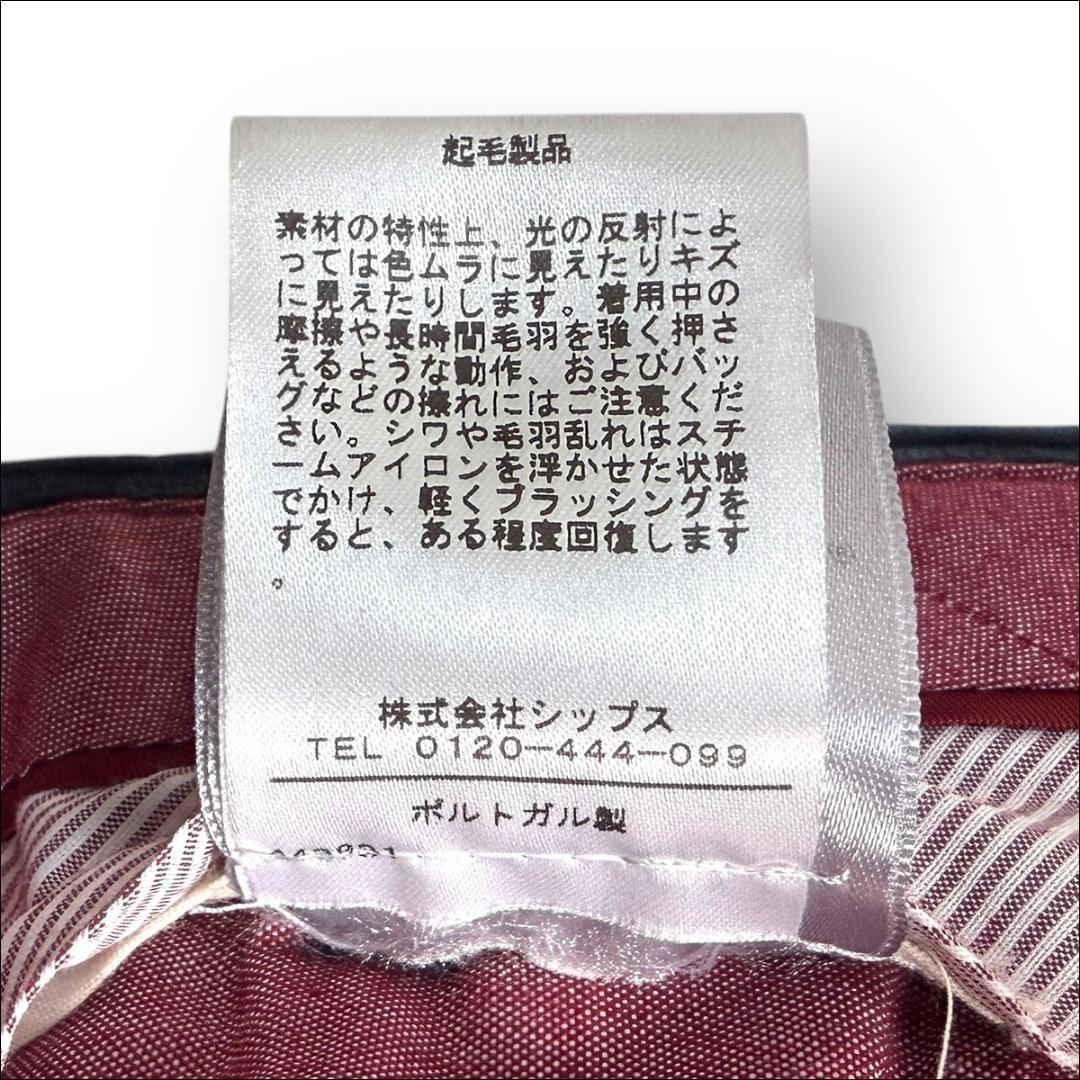 起毛製品
素材の特性上、光の反射によ
っては色ムラに見えたりキズ
に見えたりします。着用中の
摩擦や長時間毛羽を強く押さ
えるような動作、およびバッ
グなどの擦れにはご注意くだ
さい。シワや毛羽乱れはスチ
ームアイロンを浮かせた状態
でかけ、軽くブラッシングを
すると、ある程度回復します
。
株式会社シップス
TEL 0120-444-099
ポルトガル製